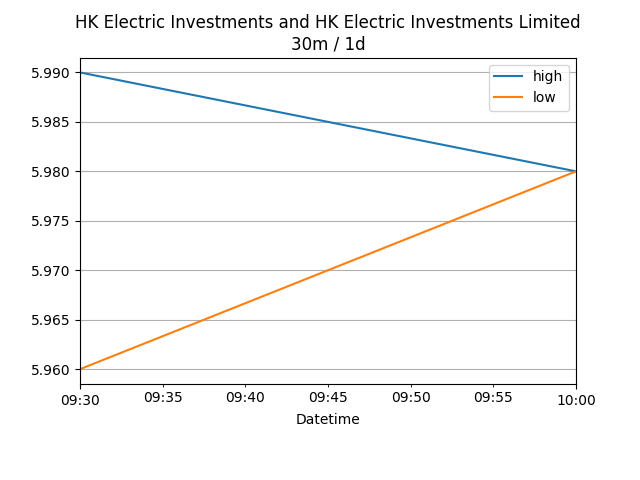 HK Electric Investments and HK Electric Investments Limited
30m / 1d
high
low
5.990
5.985
5.980
5.975
5.970
5.965
5.960
09:30 09:35 09:40 09:45 09:50 09:55 10:00
Datetime